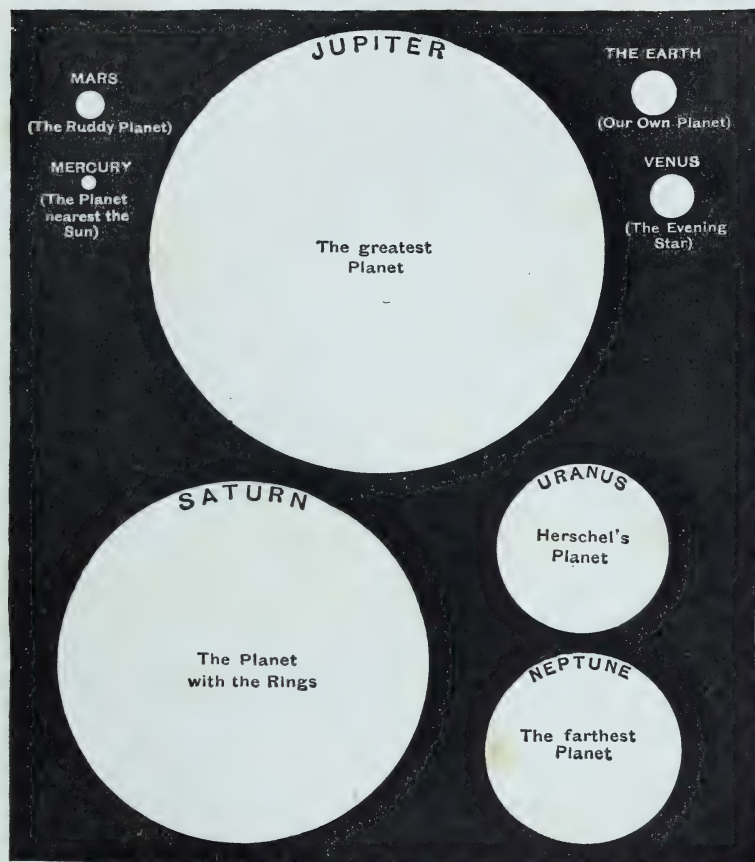 JUPITER
The greatest
Planet
MARS
(The Ruddy Planet)
MERCURY
(The Planet
nearest the
Sun)
THE EARTH
(Our Own Planet)
VENUS
(The Evening
Star)
SATURN
The Planet
with the Rings
URANUS
Herschel's
Planet
NEPTUNE
The farthest
Planet